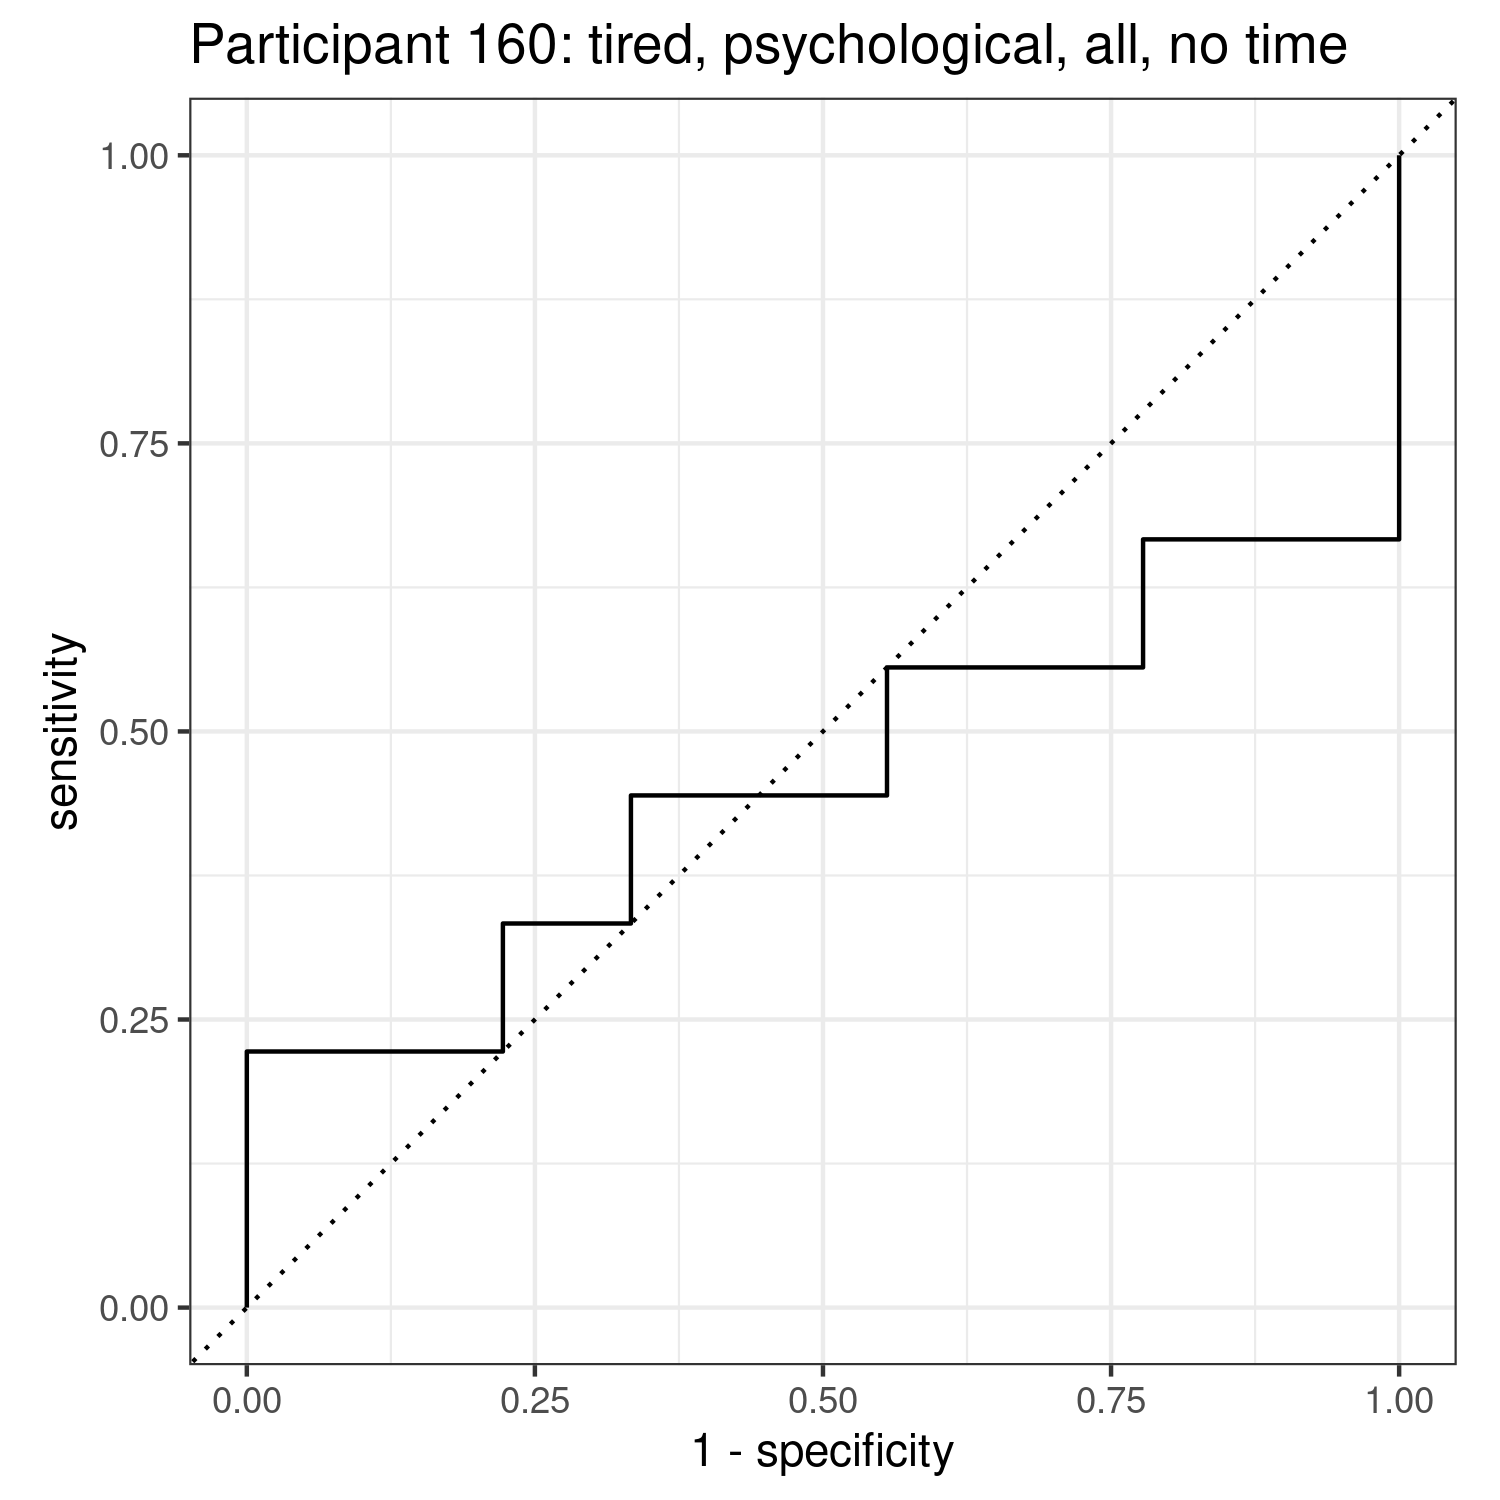 Participant 160: tired, psychological, all, no time
1.00
0.75
0.50
0.25
0.00
sensitivity
0.00 0.25 0.50 0.75 1.00
1 - specificity